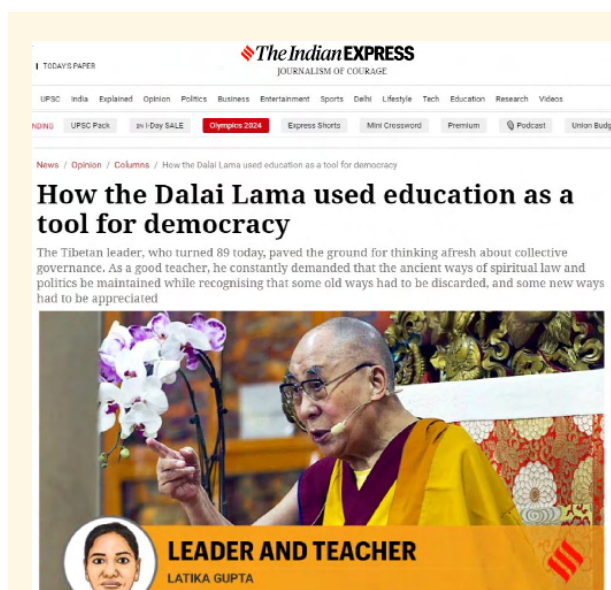 The Indian EXPRESS
TODAY'S PAPER
JOURNALISM OF COURAGE
UPSC India Explained Opinion Politics Business Entertainment Sports Delhi Lifestyle Tech Education Research Videos
NDING UPSC Pack I-Day SALE Olympics 2024 Express Shorts Mini Crossword Premium Podcast Union Budg
News / Opinion / Columns / How the Dalai Lama used education as a tool for democracy
How the Dalai Lama used education as a
tool for democracy
The Tibetan leader, who turned 89 today, paved the ground for thinking afresh about collective
governance. As a good teacher, he constantly demanded that the ancient ways of spiritual law and
politics be maintained while recognising that some old ways had to be discarded, and some new ways
had to be appreciated
LEADER AND TEACHER
LATIKA GUPTA